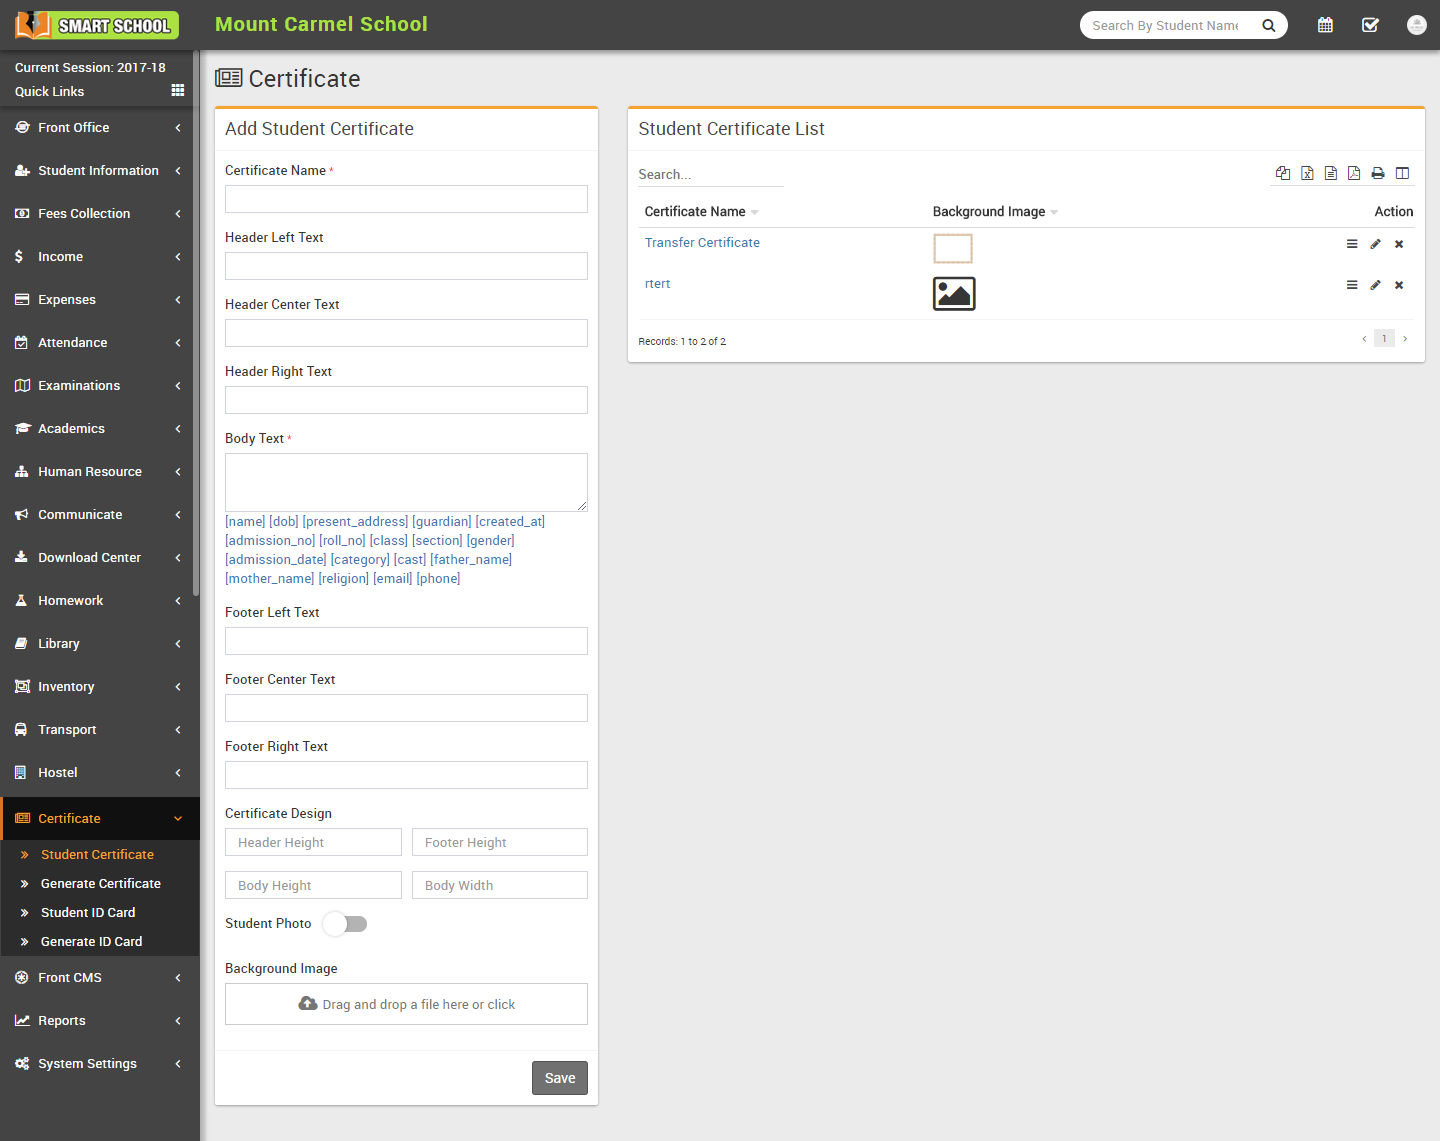 SMART SCHOOL
Mount Carmel School
Search By Student Name
Current Session: 2017-18
Quick Links
Front Office
Student Information
Fees Collection
Income
Expenses
Attendance
Examinations
Academics
Human Resource
Communicate
Download Center
Homework
Library
Inventory
Transport
Hostel
Certificate
Student Certificate
Generate Certificate
Student ID Card
Generate ID Card
Front CMS
Reports
System Settings
Certificate
Add Student Certificate
Certificate Name *
Header Left Text
Header Center Text
Header Right Text
Body Text *
[name] [dob] [present_address] [guardian] [created_at]
[admission_no] [roll_no] [class] [section] [gender]
[admission_date] [category] [cast] [father_name]
[mother_name] [religion] [email] [phone]
Footer Left Text
Footer Center Text
Footer Right Text
Certificate Design
Header Height Footer Height
Body Height Body Width
Student Photo
Background Image
Drag and drop a file here or click
Save
Student Certificate List
Search...
Certificate Name Background Image Action
Transfer Certificate
rtert
Records: 1 to 2 of 2
1